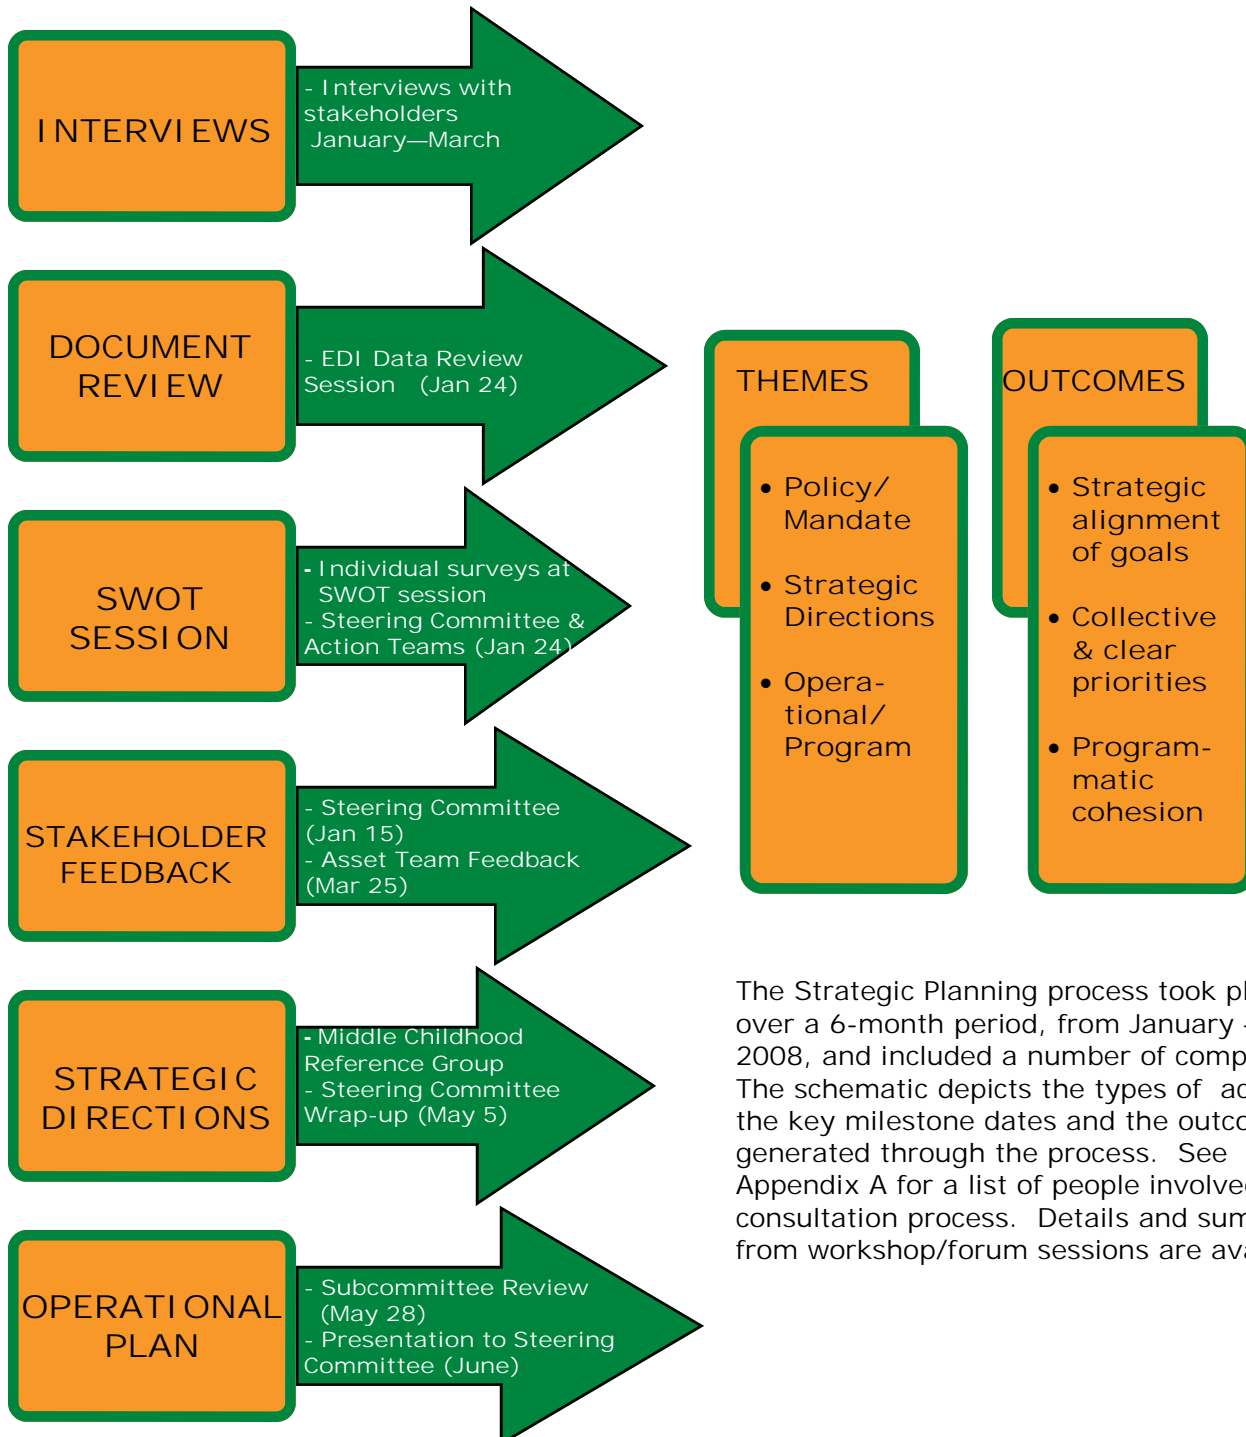 INTERVIEWS
- Interviews with
stakeholders
January—March
DOCUMENT
REVIEW
- EDI Data Review
Session (Jan 24)
SWOT
SESSION
- Individual surveys at
SWOT session
- Steering Committee &
Action Teams (Jan 24)
STAKEHOLDER
FEEDBACK
- Steering Committee
(Jan 15)
- Asset Team Feedback
(Mar 25)
STRATEGIC
DIRECTIONS
- Middle Childhood
Reference Group
- Steering Committee
Wrap-up (May 5)
OPERATIONAL
PLAN
- Subcommittee Review
(May 28)
- Presentation to Steering
Committee (June)
THEMES
• Policy/
Mandate
• Strategic
Directions
• Opera-
tional/
Program
OUTCOMES
• Strategic
alignment
of goals
• Collective
& clear
priorities
• Program-
matic
cohesion
The Strategic Planning process took
over a 6-month period, from January
2008, and included a number of
The schematic depicts the types of
the key milestone dates and the
generated through the process. See
Appendix A for a list of people
consultation process. Details and
from workshop/forum sessions are